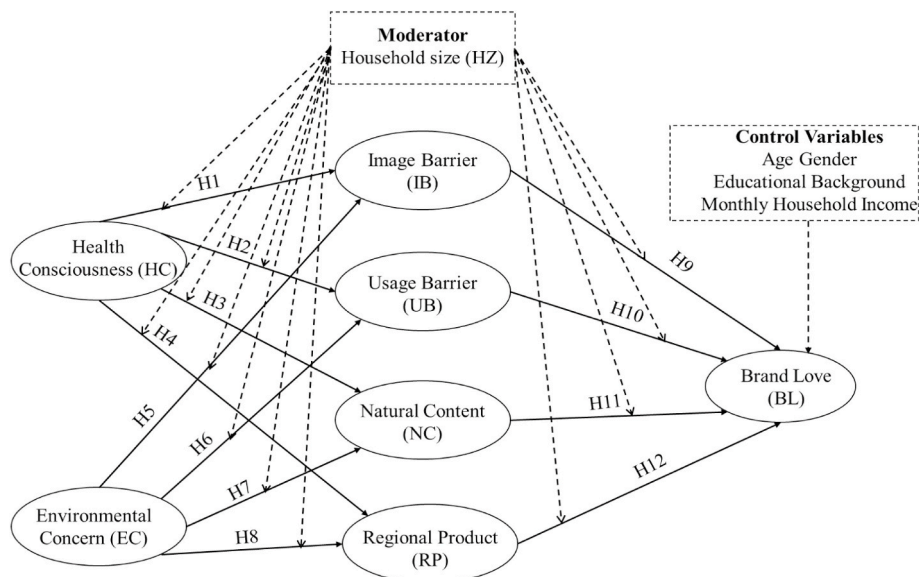 Moderator
Household size (HZ)
Control Variables
Age Gender
Educational Background
Monthly Household Income
Image Barrier
(IB)
H1
Health
Consciousness (HC)
H2
H3
H4
Usage Barrier
(UB)
H9
H10
Brand Love
(BL)
Natural Content
(NC)
H11
H5
H6
H7
H12
Environmental
Concern (EC)
H8
Regional Product
(RP)